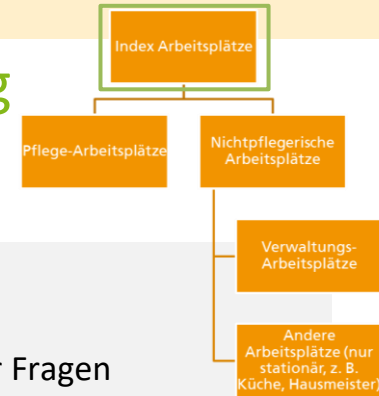 Index Arbeitsplätze
g
Pflege-Arbeitsplätze
Nichtpflegerische
Arbeitsplätze
Verwaltungs-
Arbeitsplätze
Andere
Arbeitsplätze (nur
stationär, z. B.
Küche, Hausmeister)
r Fragen